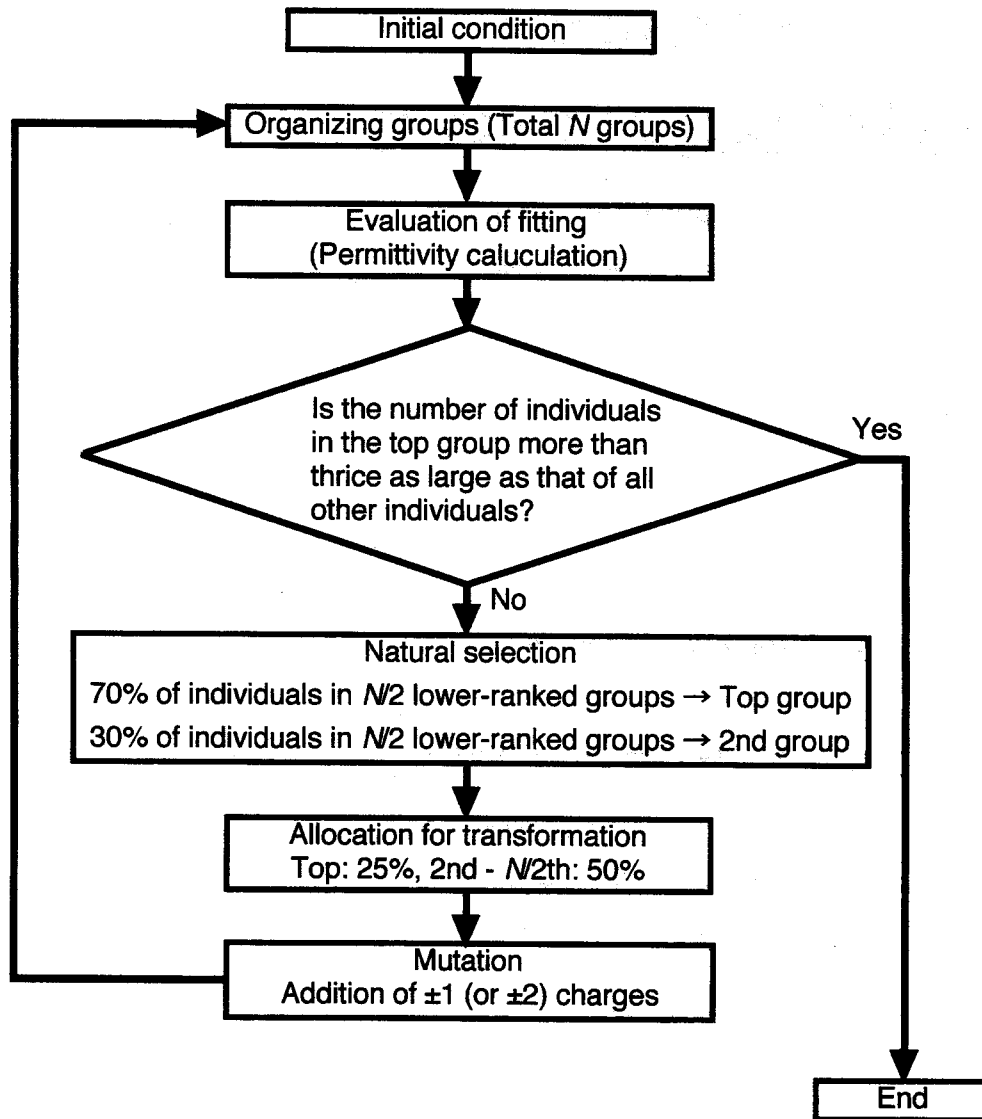 Initial condition
Organizing groups (Total N groups)
Evaluation of fitting
(Permittivity caluculation)
Is the number of individuals
in the top group more than
thrice as large as that of all
other individuals?
Yes
No
Natural selection
70% of individuals in N/2 lower-ranked groups → Top group
30% of individuals in N/2 lower-ranked groups → 2nd group
Allocation for transformation
Top: 25%, 2nd - N/2th: 50%
Mutation
Addition of ±1 (or ±2) charges
End